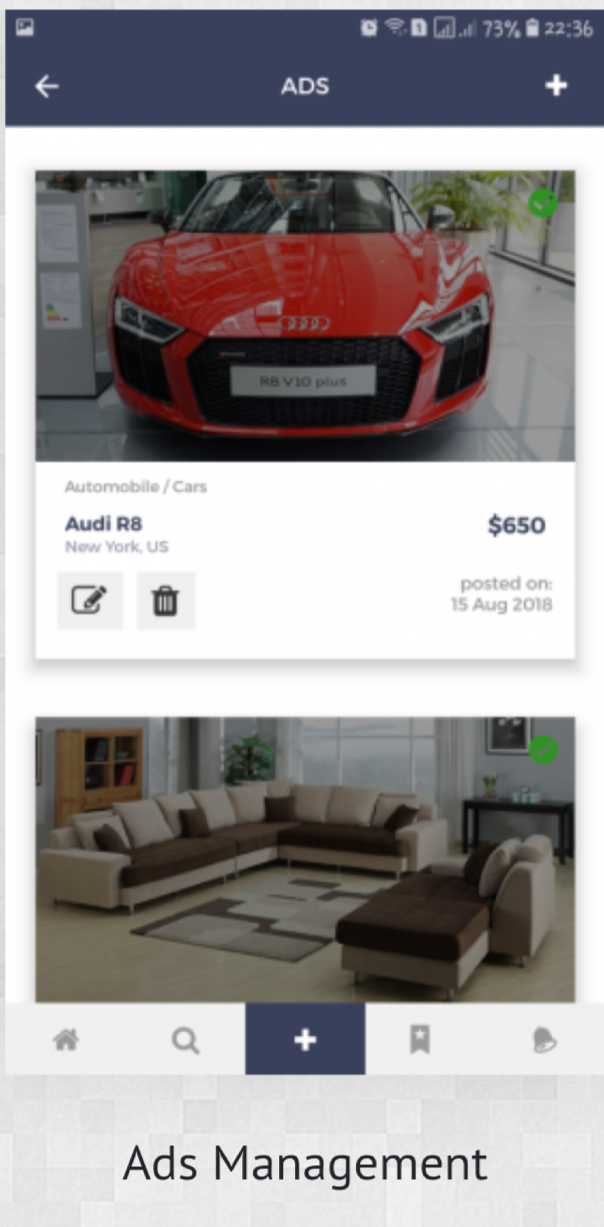 73% 22:36
ADS
R8 V10 plus
Automobile / Cars
Audi R8
$650
New York, US
posted on:
15 Aug 2018
Ads Management